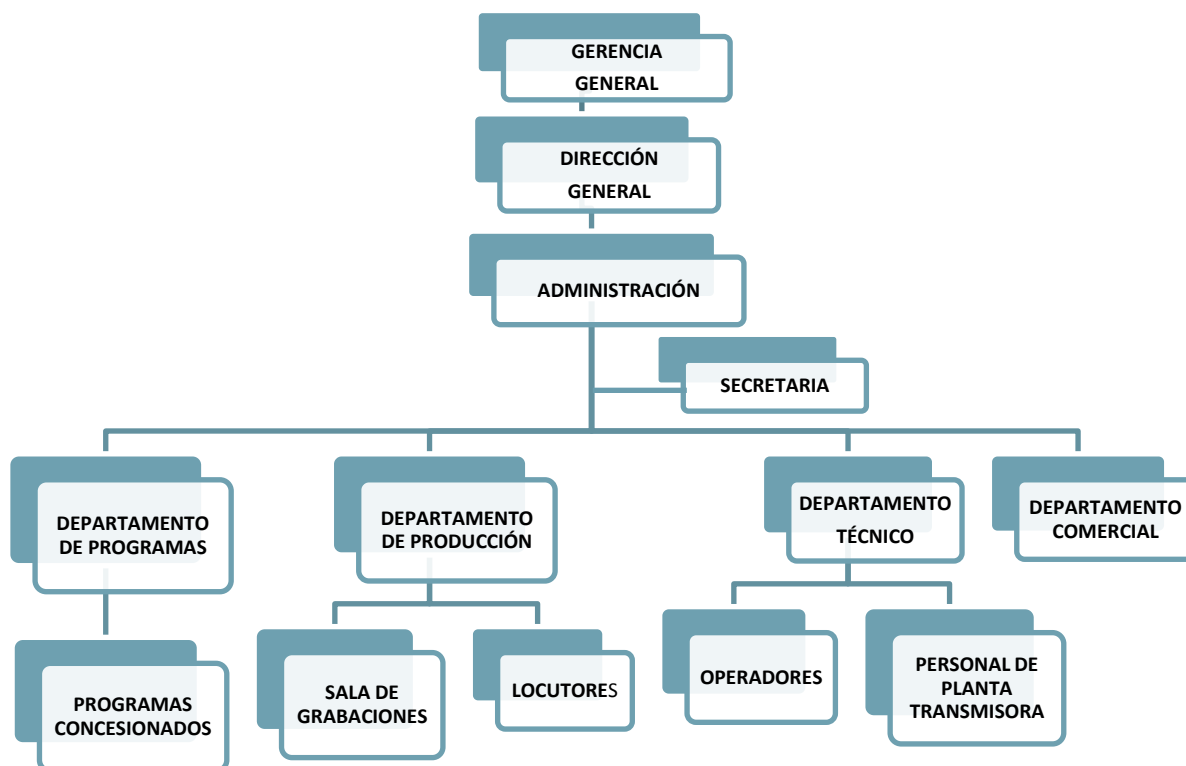 GERENCIA
GENERAL
DIRECCIÓN
GENERAL
ADMINISTRACIÓN
SECRETARIA
DEPARTAMENTO
DE PROGRAMAS
DEPARTAMENTO
DE PRODUCCIÓN
DEPARTAMENTO
TÉCNICO
DEPARTAMENTO
COMERCIAL
PROGRAMAS
CONCESIONADOS
SALA DE
GRABACIONES
LOCUTORES
OPERADORES
PERSONAL DE
PLANTA
TRANSMISORA